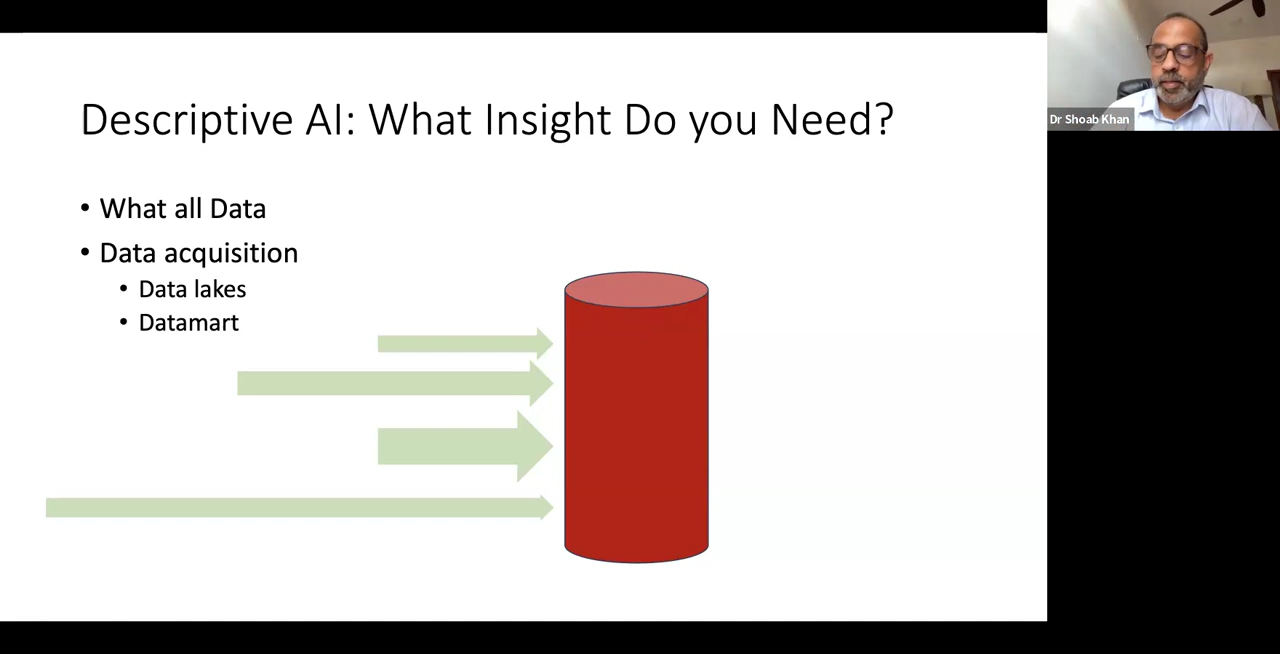 Descriptive AI: What Insight Do you Need?
• What all Data
• Data acquisition
• Data lakes
• Datamart
Dr Shoab Khan